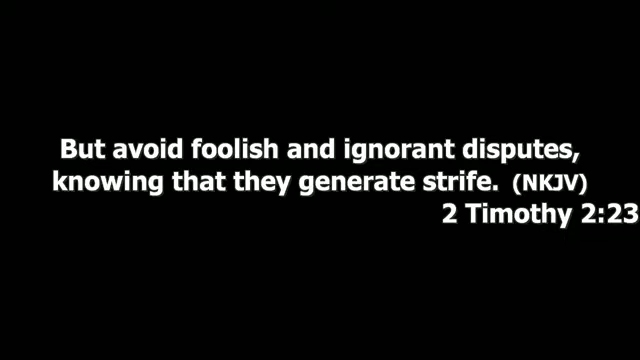 But avoid foolish and ignorant disputes,
knowing that they generate strife. (NKJV)
2 Timothy 2:23